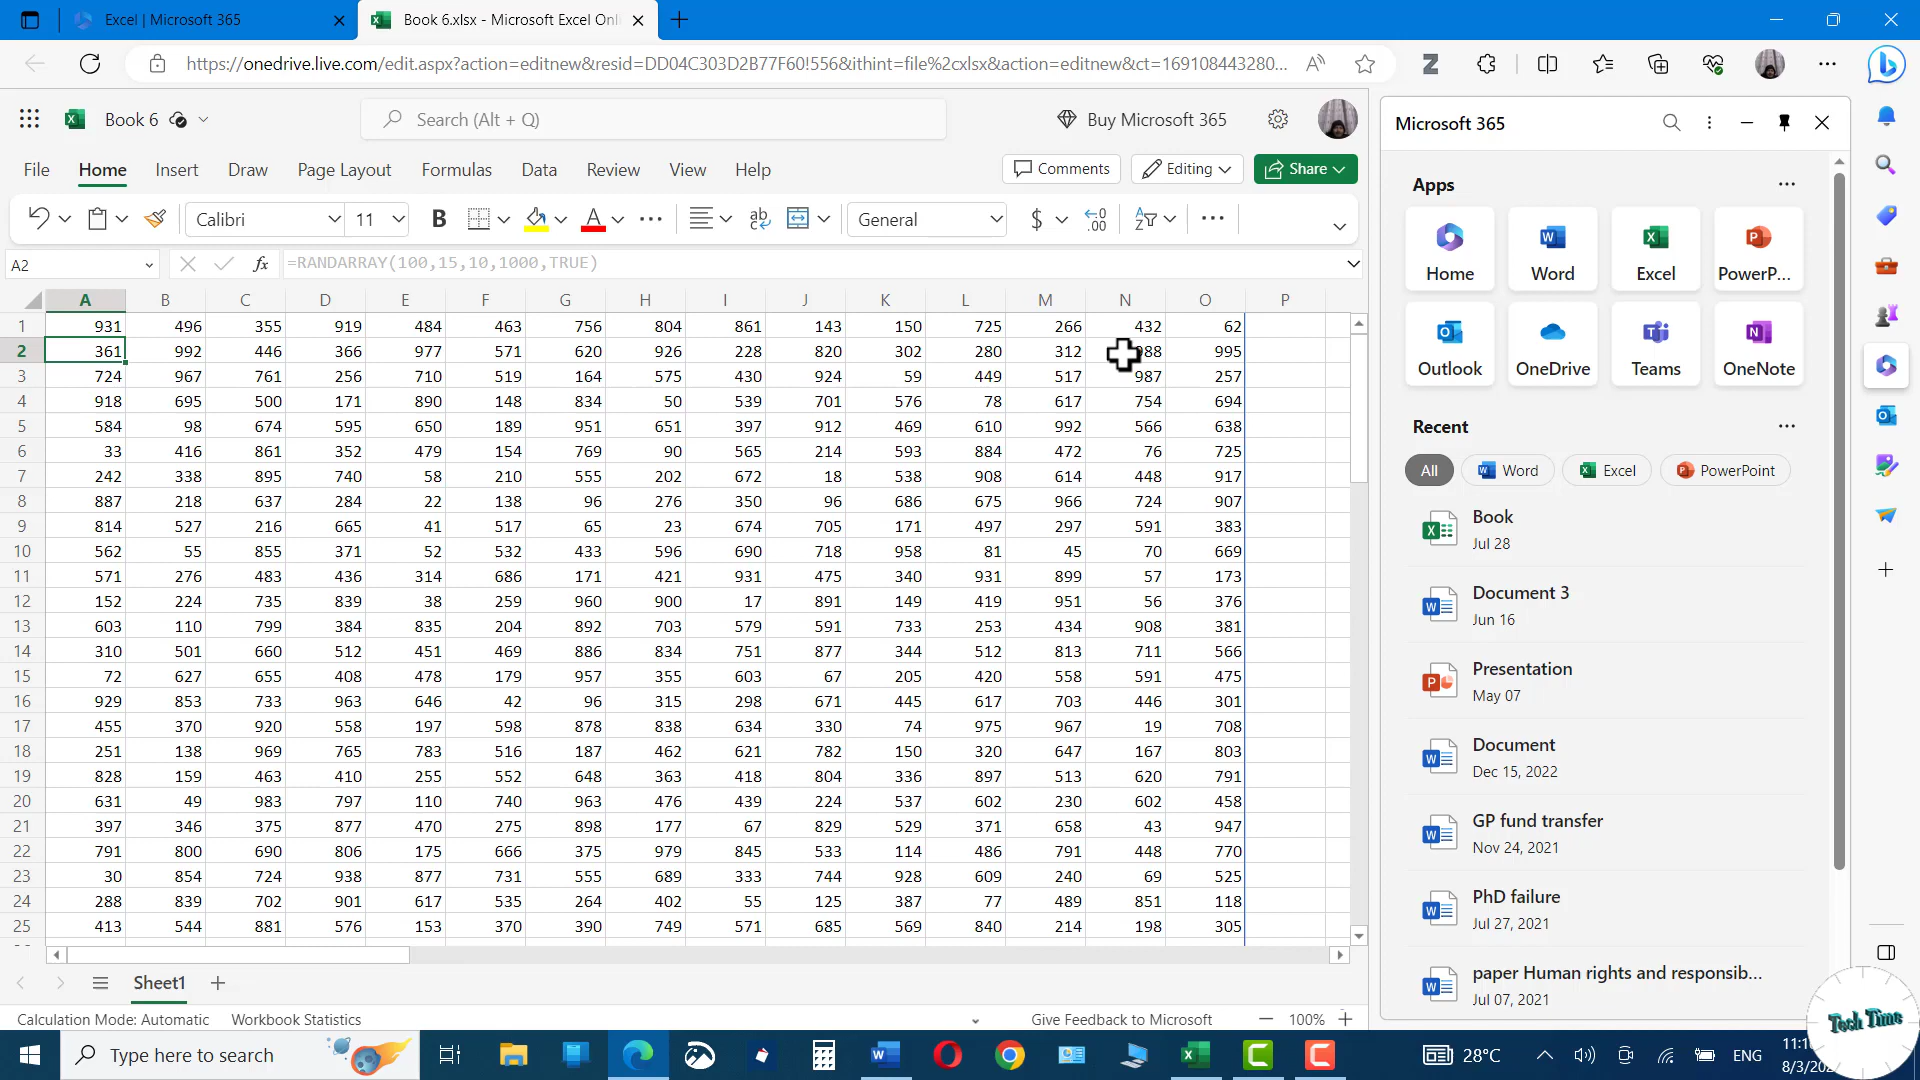 Excel | Microsoft 365
Book 6.xlsx - Microsoft Excel Onl
https://onedrive.live.com/edit.aspx?action=editnew&resid=DD04C303D2B77F60!556&ithint=file%2cxlsx&action=editnew&ct=169108443280...
Book 6
Search (Alt + Q)
Buy Microsoft 365
File Home Insert Draw Page Layout Formulas Data Review View Help
Comments Editing Share
Calibri 11 B A General $
A2 fx =RANDARRAY(100,15,10,1000,TRUE)
A B C D E F G H I J K L M N O P
1 931 496 355 919 484 463 756 804 861 143 150 725 266 432 62
2 361 992 446 366 977 571 620 926 228 820 302 280 312 88 995
3 724 967 761 256 710 519 164 575 430 924 59 449 517 987 257
4 918 695 500 171 890 148 834 50 539 701 576 78 617 754 694
5 584 98 674 595 650 189 951 651 397 912 469 610 992 566 638
6 33 416 861 352 479 154 769 90 565 214 593 884 472 76 725
7 242 338 895 740 58 210 555 202 672 18 538 908 614 448 917
8 887 218 637 284 22 138 96 276 350 96 686 675 966 724 907
9 814 527 216 665 41 517 65 23 674 705 171 497 297 591 383
10 562 55 855 371 52 532 433 596 690 718 958 81 45 70 669
11 571 276 483 436 314 686 171 421 931 475 340 931 899 57 173
12 152 224 735 839 38 259 960 900 17 891 149 419 951 56 376
13 603 110 799 384 835 204 892 703 579 591 733 253 434 908 381
14 310 501 660 512 451 469 886 834 751 877 344 512 813 711 566
15 72 627 655 408 478 179 957 355 603 67 205 420 558 591 475
16 929 853 733 963 646 42 96 315 298 671 445 617 703 446 301
17 455 370 920 558 197 598 878 838 634 330 74 975 967 19 708
18 251 138 969 765 783 516 187 462 621 782 150 320 647 167 803
19 828 159 463 410 255 552 648 363 418 804 336 897 513 620 791
20 631 49 983 797 110 740 963 476 439 224 537 602 230 602 458
21 397 346 375 877 470 275 898 177 67 829 529 371 658 43 947
22 791 800 690 806 175 666 375 979 845 533 114 486 791 448 770
23 30 854 724 938 877 731 555 689 333 744 928 609 240 69 525
24 288 839 702 901 617 535 264 402 55 125 387 77 489 851 118
25 413 544 881 576 153 370 390 749 571 685 569 840 214 198 305
Sheet1
Calculation Mode: Automatic Workbook Statistics Give Feedback to Microsoft 100%
Microsoft 365
Apps
Home Word Excel PowerP...
Outlook OneDrive Teams OneNote
Recent
All Word Excel PowerPoint
Book
Jul 28
Document 3
Jun 16
Presentation
May 07
Document
Dec 15, 2022
GP fund transfer
Nov 24, 2021
PhD failure
Jul 27, 2021
paper Human rights and responsib...
Jul 07, 2021
Tech Time
Type here to search
28°C
ENG